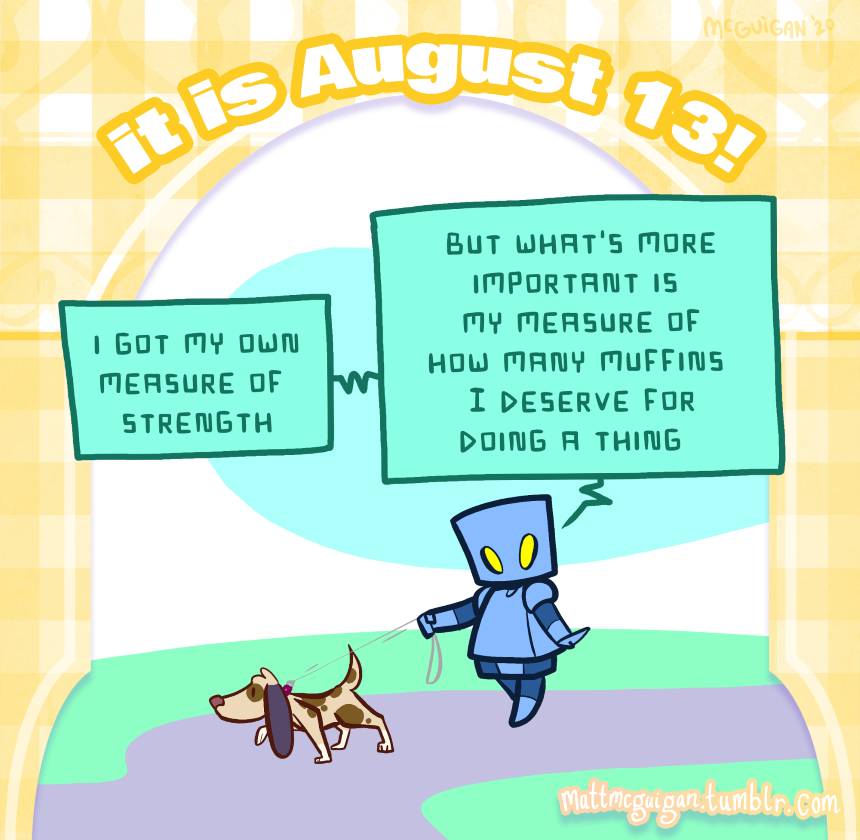 McGUiGAN '20
it is August 13!
I GOT MY OWN
MEASURE OF
STRENGTH
BUT WHAT'S MORE
IMPORTANT IS
MY MEASURE OF
HOW MANY MUFFINS
I DESERVE FOR
DOING A THING
mattmcguigan.tumblr.com